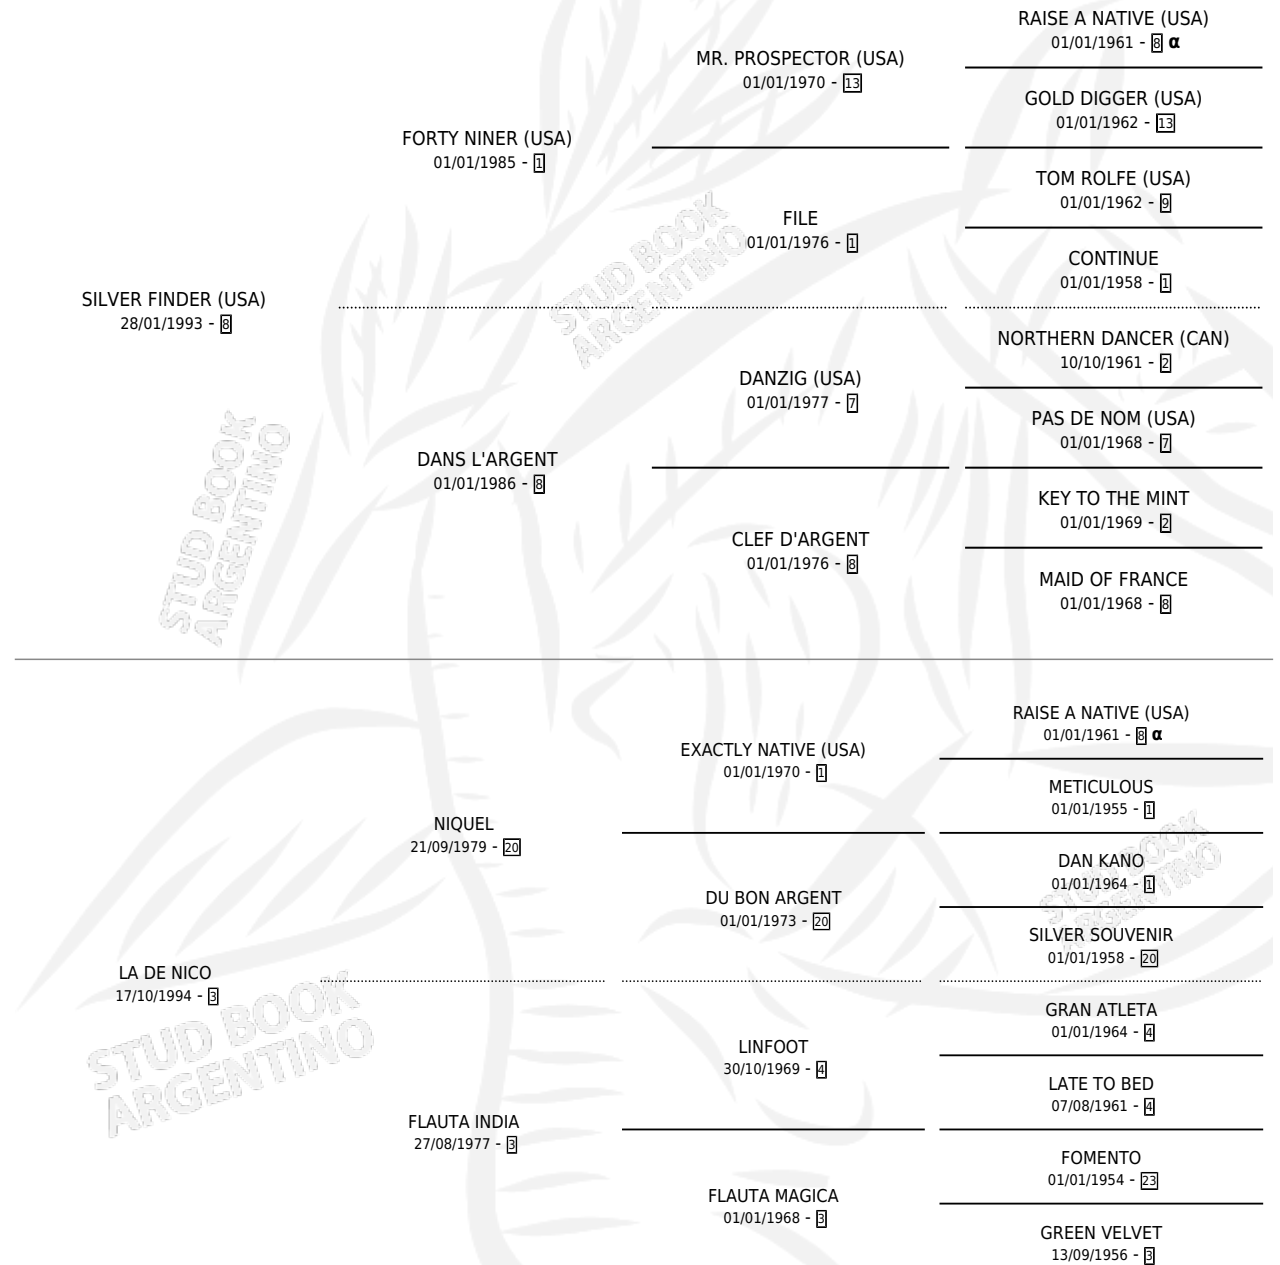 RAISE A NATIVE (USA)
01/01/1961 - 8 α
MR. PROSPECTOR (USA)
01/01/1970 - 13
GOLD DIGGER (USA)
01/01/1962 - 13
FORTY NINER (USA)
01/01/1985 - 1
TOM ROLFE (USA)
01/01/1962 - 9
FILE
01/01/1976 - 1
CONTINUE
01/01/1958 - 1
SILVER FINDER (USA)
28/01/1993 - 8
NORTHERN DANCER (CAN)
10/10/1961 - 2
DANZIG (USA)
01/01/1977 - 7
PAS DE NOM (USA)
01/01/1968 - 7
DANS L'ARGENT
01/01/1986 - 8
KEY TO THE MINT
01/01/1969 - 2
CLEF D'ARGENT
01/01/1976 - 8
MAID OF FRANCE
01/01/1968 - 8
RAISE A NATIVE (USA)
01/01/1961 - 8 α
EXACTLY NATIVE (USA)
01/01/1970 - 1
METICULOUS
01/01/1955 - 1
NIQUEL
21/09/1979 - 20
DAN KANO
01/01/1964 - 1
DU BON ARGENT
01/01/1973 - 20
SILVER SOUVENIR
01/01/1958 - 20
LA DE NICO
17/10/1994 - 3
GRAN ATLETA
01/01/1964 - 4
LINFOOT
30/10/1969 - 4
LATE TO BED
07/08/1961 - 4
FLAUTA INDIA
27/08/1977 - 3
FOMENTO
01/01/1954 - 23
FLAUTA MAGICA
01/01/1968 - 3
GREEN VELVET
13/09/1956 - 3
STUD BOOK
ARGENTINO
STUD BOOK
ARGENTINO
STUD BOOK
ARGENTINO
STUD BOOK
ARGENTINO